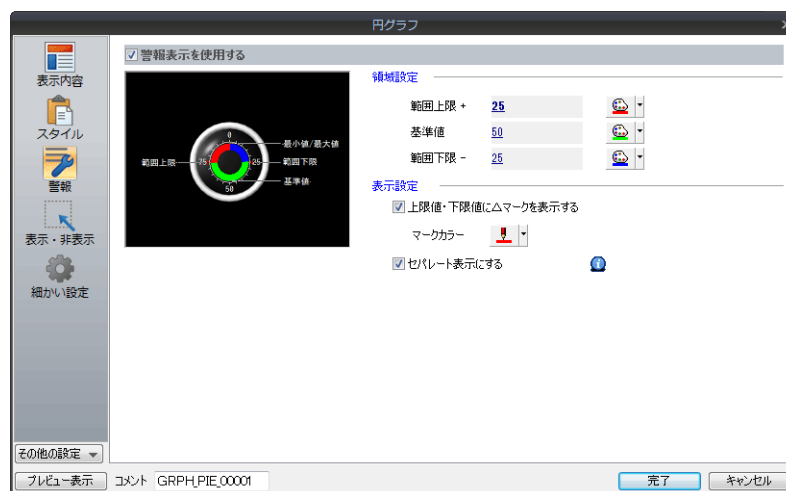 円グラフ
表示内容
スタイル
警報
表示・非表示
細かい設定
その他の設定
警報表示を使用する
0
75
25
50
最小値/最大値
範囲上限
範囲下限
基準値
領域設定
範囲上限 + 25
基準値 50
範囲下限 - 25
表示設定
上限値・下限値に△マークを表示する
マークカラー
セパレート表示にする
プレビュー表示 コメント GRPH_PIE_00001 完了 キャンセル